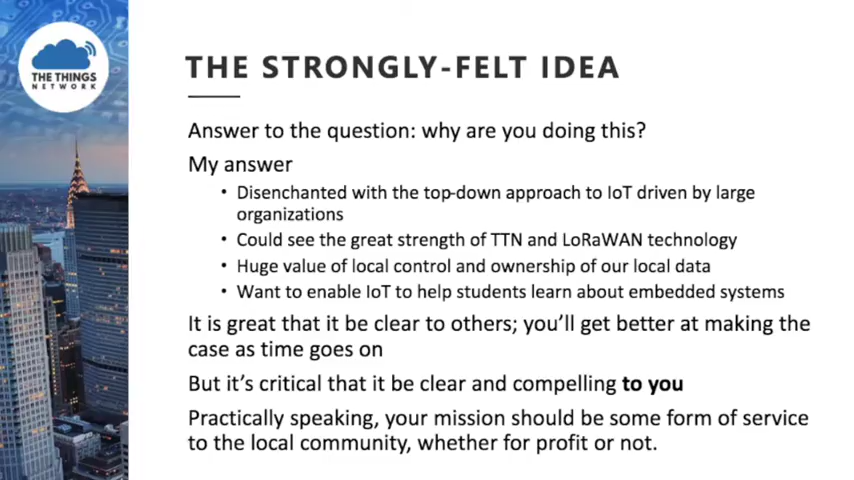 THE THINGS
NETWORK
THE STRONGLY-FELT IDEA
Answer to the question: why are you doing this?
My answer
• Disenchanted with the top-down approach to IoT driven by large
organizations
• Could see the great strength of TTN and LoRaWAN technology
• Huge value of local control and ownership of our local data
• Want to enable IoT to help students learn about embedded systems
It is great that it be clear to others; you'll get better at making the
case as time goes on
But it's critical that it be clear and compelling to you
Practically speaking, your mission should be some form of service
to the local community, whether for profit or not.